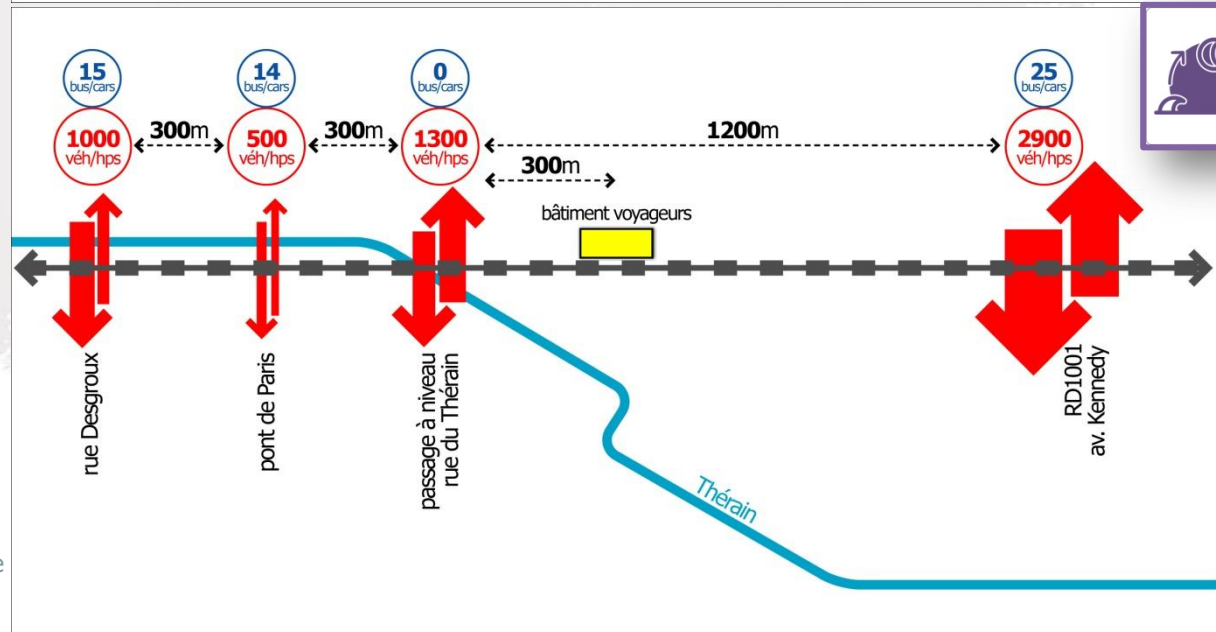 15
bus/cars
14
bus/cars
0
bus/cars
25
bus/cars
1000
véh/hps
300m
500
véh/hps
300m
1300
véh/hps
1200m
2900
véh/hps
300m
bâtiment voyageurs
rue Desgroux
pont de Paris
passage à niveau
rue du Thérain
RD1001
av. Kennedy
Thérain